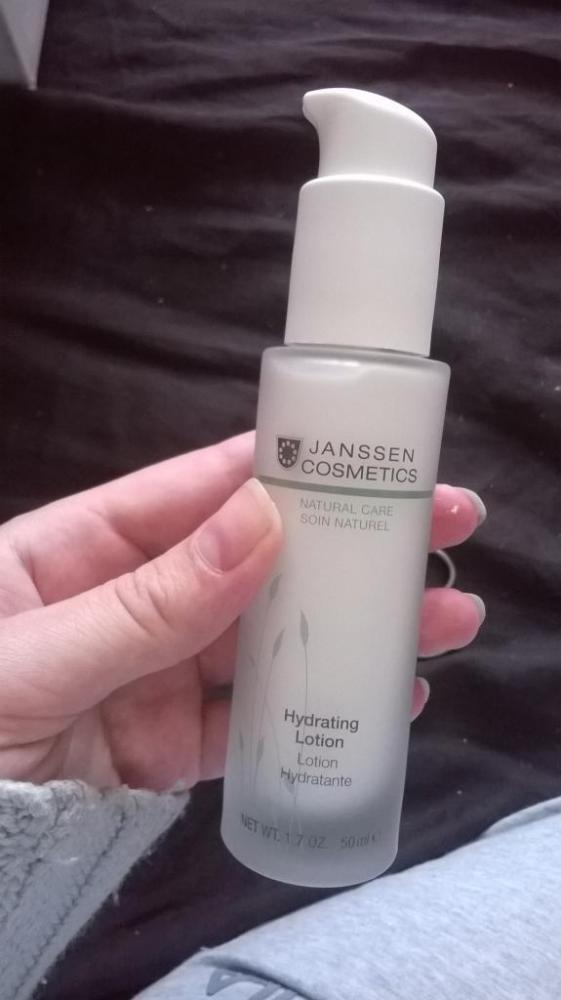 JANSSEN
COSMETICS
NATURAL CARE
SOIN NATUREL
Hydrating
Lotion
Lotion
Hydratante
NET WT. 1.7 OZ. 50 ml e